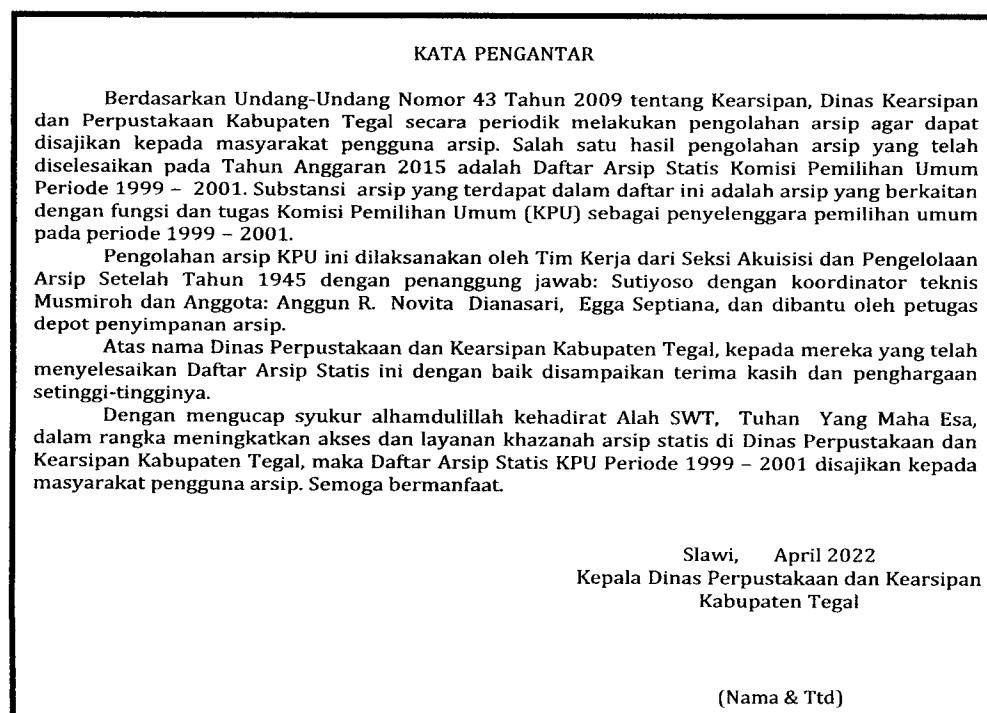 KATA PENGANTAR
Berdasarkan Undang-Undang Nomor 43 Tahun 2009 tentang Kearsipan, Dinas Kearsipan
dan Perpustakaan Kabupaten Tegal secara periodik melakukan pengolahan arsip agar dapat
disajikan kepada masyarakat pengguna arsip. Salah satu hasil pengolahan arsip yang telah
diselesaikan pada Tahun Anggaran 2015 adalah Daftar Arsip Statis Komisi Pemilihan Umum
Periode 1999 – 2001. Substansi arsip yang terdapat dalam daftar ini adalah arsip yang berkaitan
dengan fungsi dan tugas Komisi Pemilihan Umum (KPU) sebagai penyelenggara pemilihan umum
pada periode 1999 – 2001.
Pengolahan arsip KPU ini dilaksanakan oleh Tim Kerja dari Seksi Akuisisi dan Pengelolaan
Arsip Setelah Tahun 1945 dengan penanggung jawab: Sutiyoso dengan koordinator teknis
Musmiroh dan Anggota: Anggun R. Novita Dianasari, Egga Septiana, dan dibantu oleh petugas
depot penyimpanan arsip.
Atas nama Dinas Perpustakaan dan Kearsipan Kabupaten Tegal, kepada mereka yang telah
menyelesaikan Daftar Arsip Statis ini dengan baik disampaikan terima kasih dan penghargaan
setinggi-tingginya.
Dengan mengucap syukur alhamdulillah kehadirat Alah SWT, Tuhan Yang Maha Esa,
dalam rangka meningkatkan akses dan layanan khazanah arsip statis di Dinas Perpustakaan dan
Kearsipan Kabupaten Tegal, maka Daftar Arsip Statis KPU Periode 1999 – 2001 disajikan kepada
masyarakat pengguna arsip. Semoga bermanfaat.
Slawi, April 2022
Kepala Dinas Perpustakaan dan Kearsipan
Kabupaten Tegal
(Nama & Ttd)